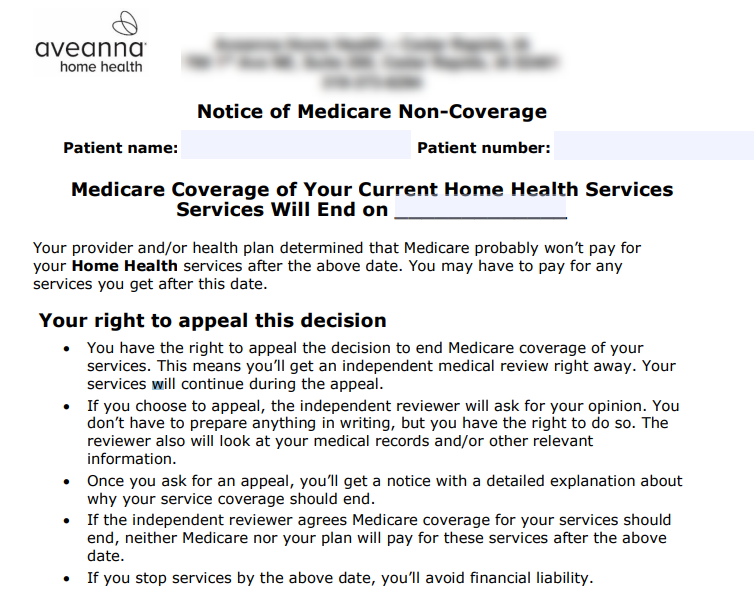 aveanna
home health
Notice of Medicare Non-Coverage
Patient name: Patient number:
Medicare Coverage of Your Current Home Health Services
Services Will End on _________________
Your provider and/or health plan determined that Medicare probably won’t pay for
your Home Health services after the above date. You may have to pay for any
services you get after this date.
Your right to appeal this decision
• You have the right to appeal the decision to end Medicare coverage of your
services. This means you’ll get an independent medical review right away. Your
services will continue during the appeal.
• If you choose to appeal, the independent reviewer will ask for your opinion. You
don’t have to prepare anything in writing, but you have the right to do so. The
reviewer also will look at your medical records and/or other relevant
information.
• Once you ask for an appeal, you’ll get a notice with a detailed explanation about
why your service coverage should end.
• If the independent reviewer agrees Medicare coverage for your services should
end, neither Medicare nor your plan will pay for these services after the above
date.
• If you stop services by the above date, you’ll avoid financial liability.